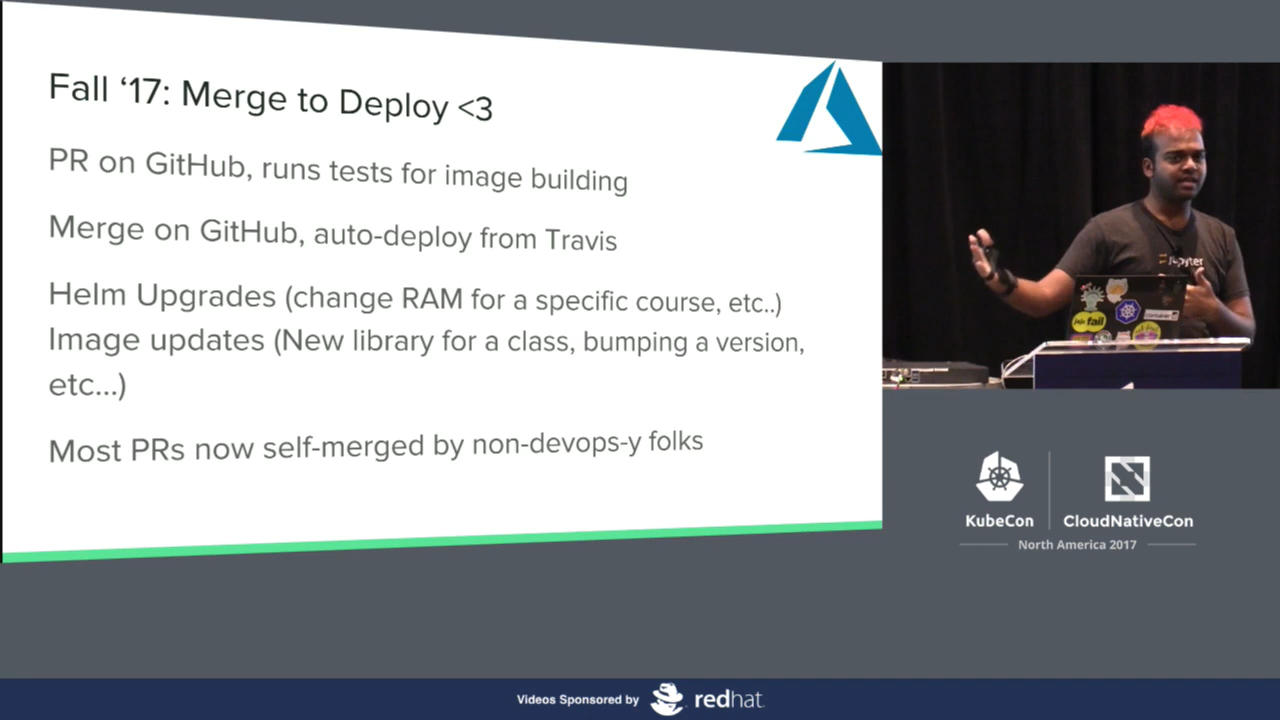 Fall ‘17: Merge to Deploy <3
PR on GitHub, runs tests for image building
Merge on GitHub, auto-deploy from Travis
Helm Upgrades (change RAM for a specific course, etc..)
Image updates (New library for a class, bumping a version,
etc...)
Most PRs now self-merged by non-devops-y folks
jupyter
fail
KubeCon
CloudNativeCon
North America 2017
Videos Sponsored by
redhat.